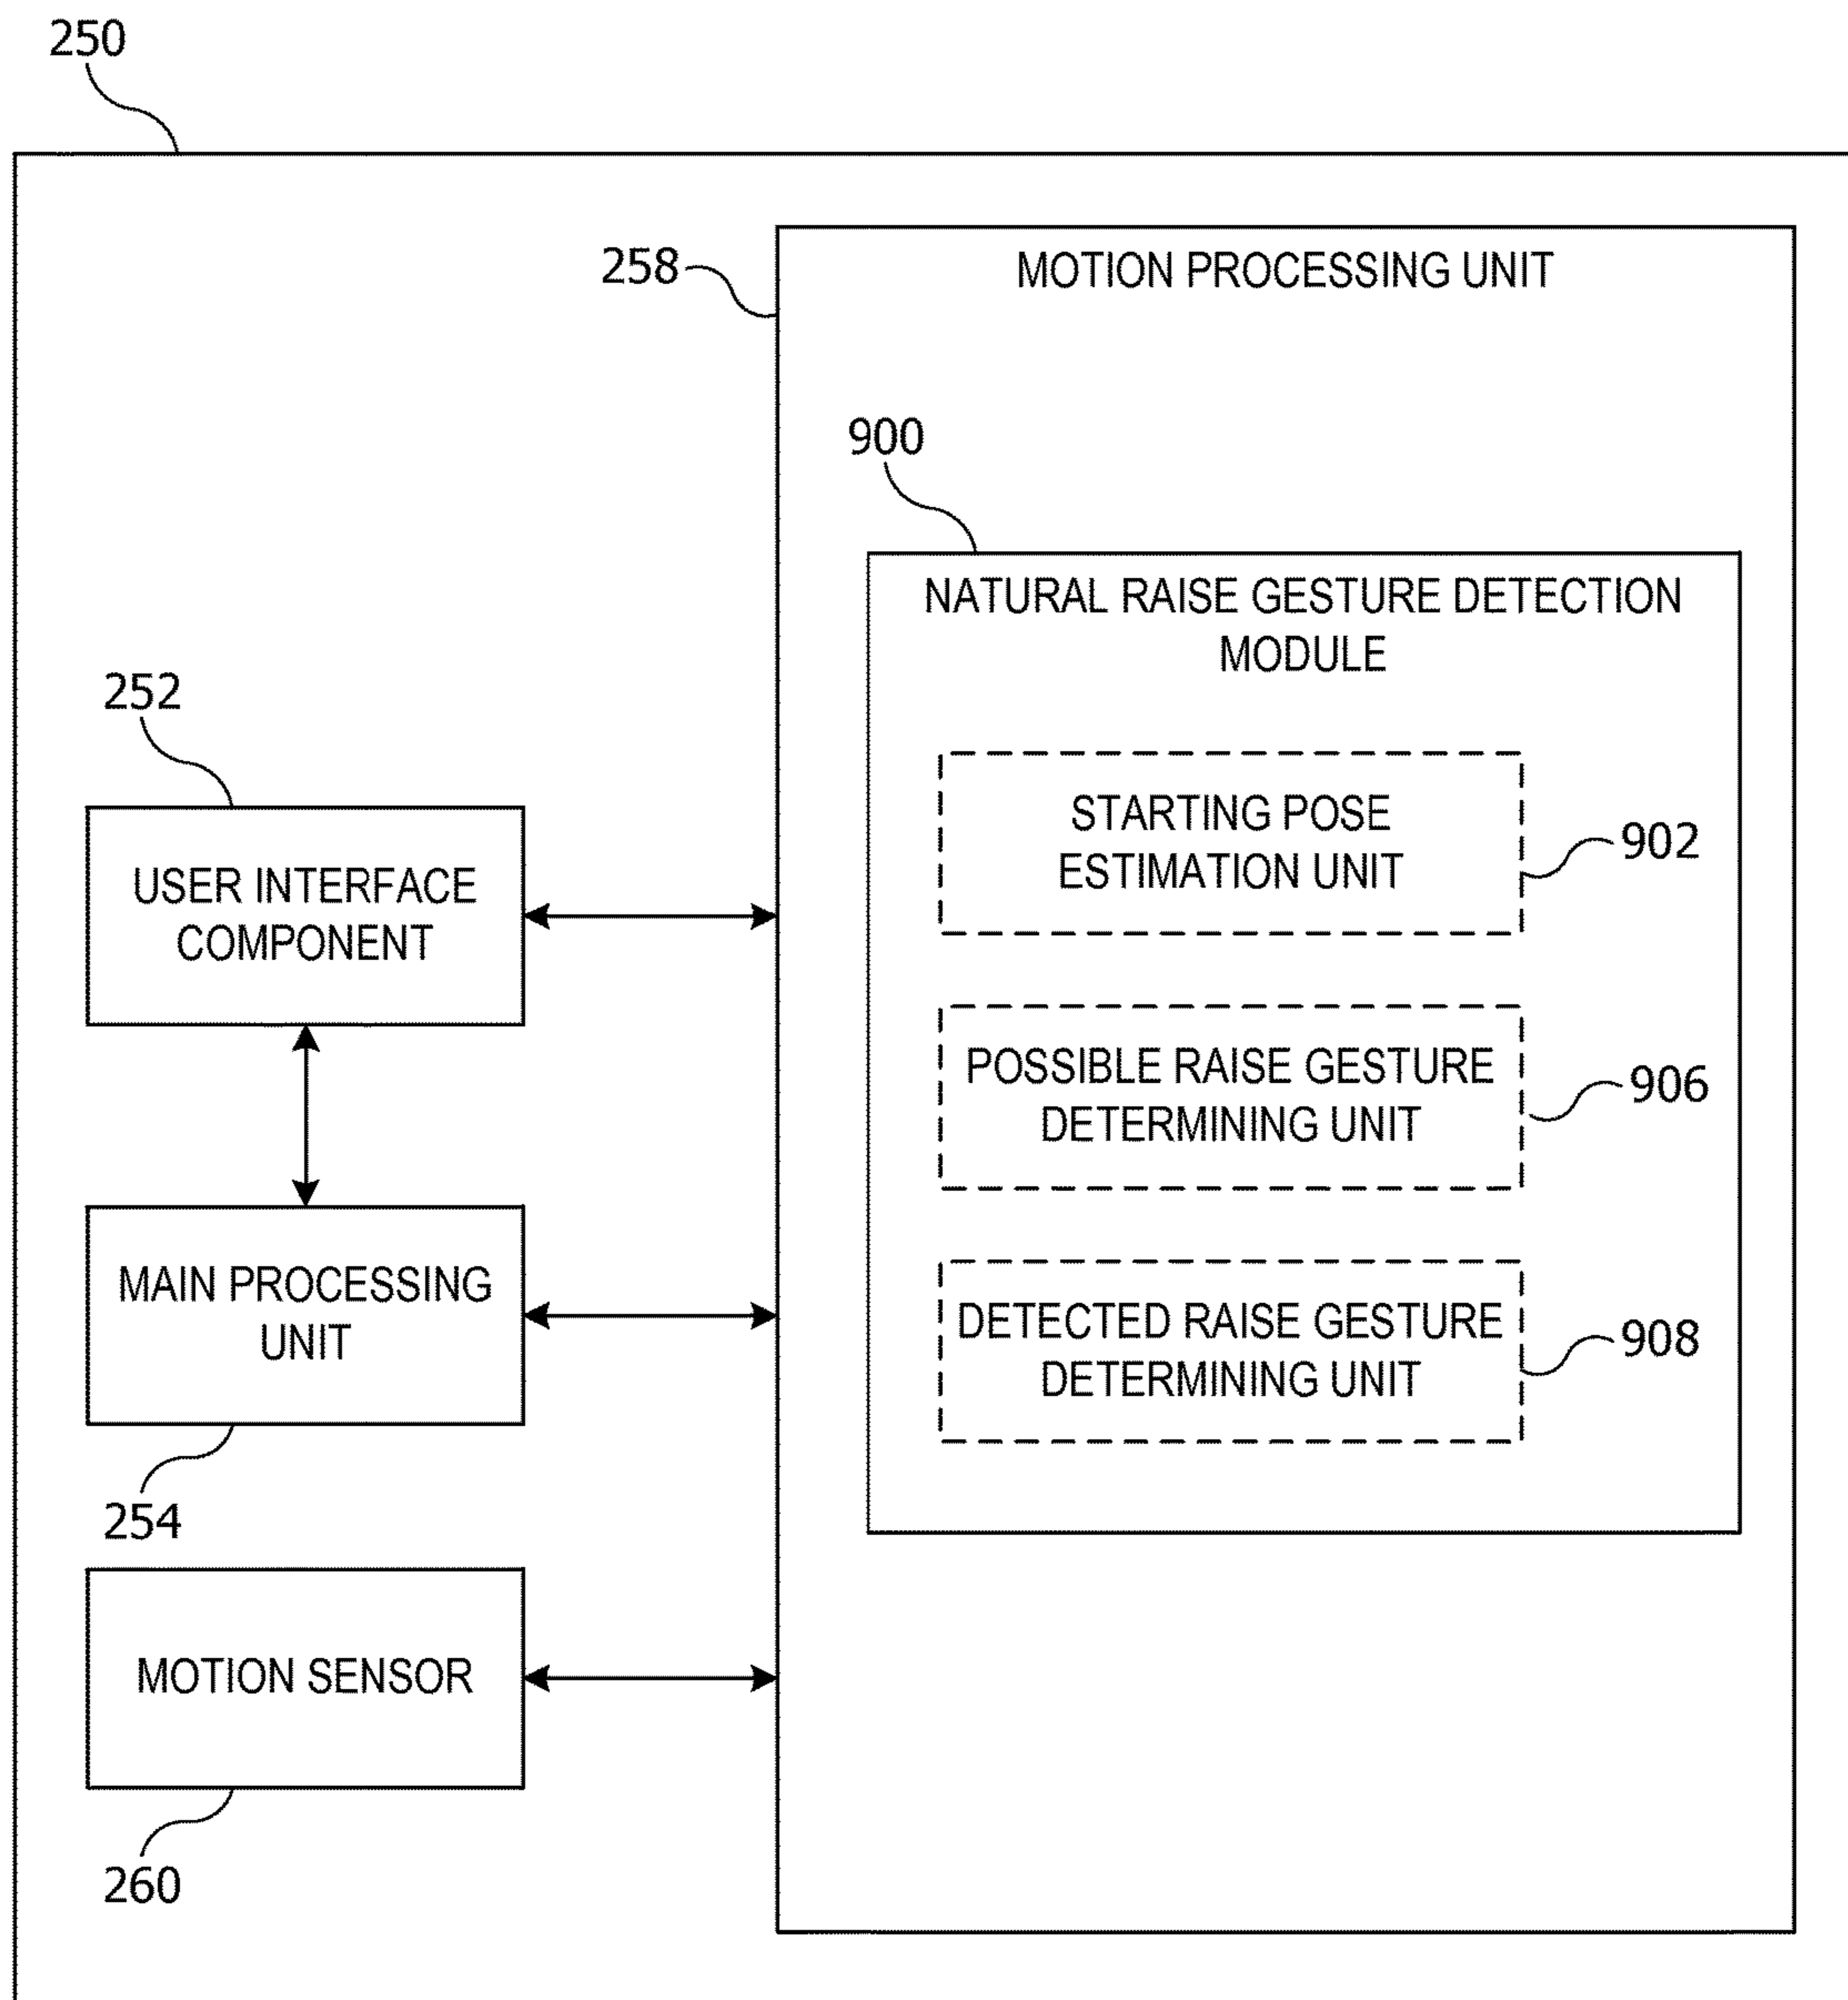 250
258
MOTION PROCESSING UNIT
900
NATURAL RAISE GESTURE DETECTION
MODULE
252
USER INTERFACE
COMPONENT
STARTING POSE
ESTIMATION UNIT
902
POSSIBLE RAISE GESTURE
DETERMINING UNIT
906
MAIN PROCESSING
UNIT
254
DETECTED RAISE GESTURE
DETERMINING UNIT
908
MOTION SENSOR
260